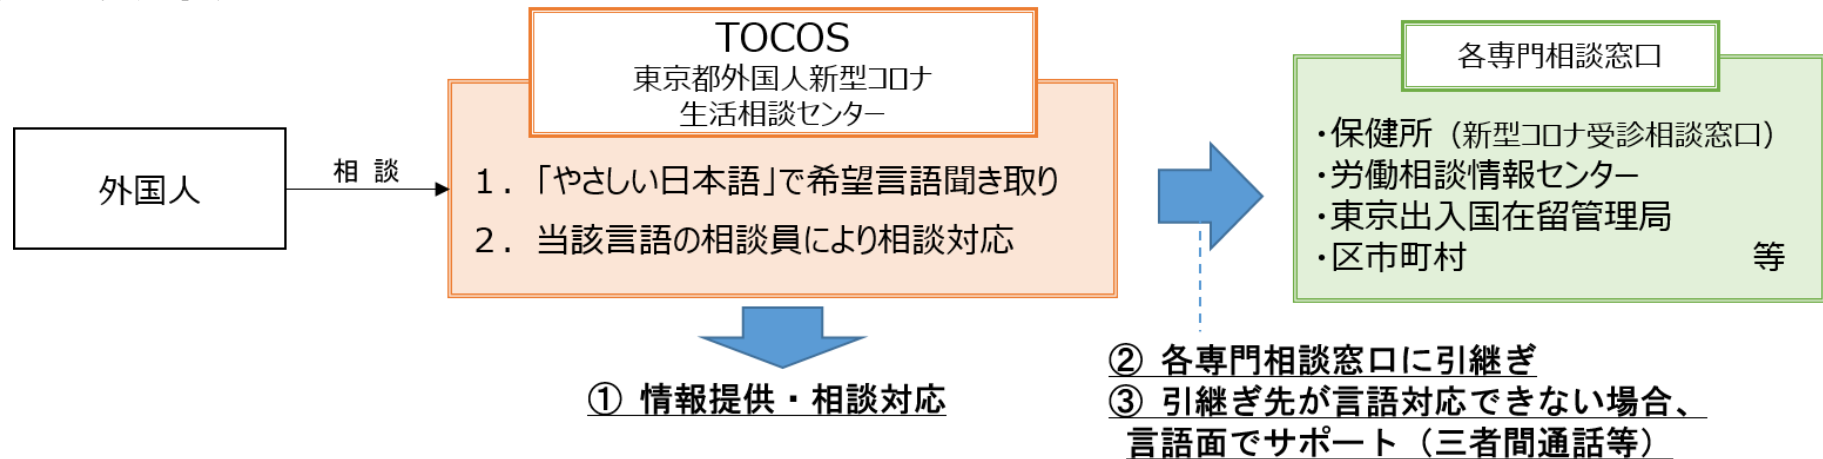 外国人
相 談
TOCOS
東京都外国人新型コロナ
生活相談センター
１．「やさしい日本語」で希望言語聞き取り
２．当該言語の相談員により相談対応
① 情報提供・相談対応
各専門相談窓口
・保健所（新型コロナ受診相談窓口）
・労働相談情報センター
・東京出入国在留管理局
・区市町村　　　　　　　　　等
② 各専門相談窓口に引継ぎ
③ 引継ぎ先が言語対応できない場合、
言語面でサポート（三者間通話等）